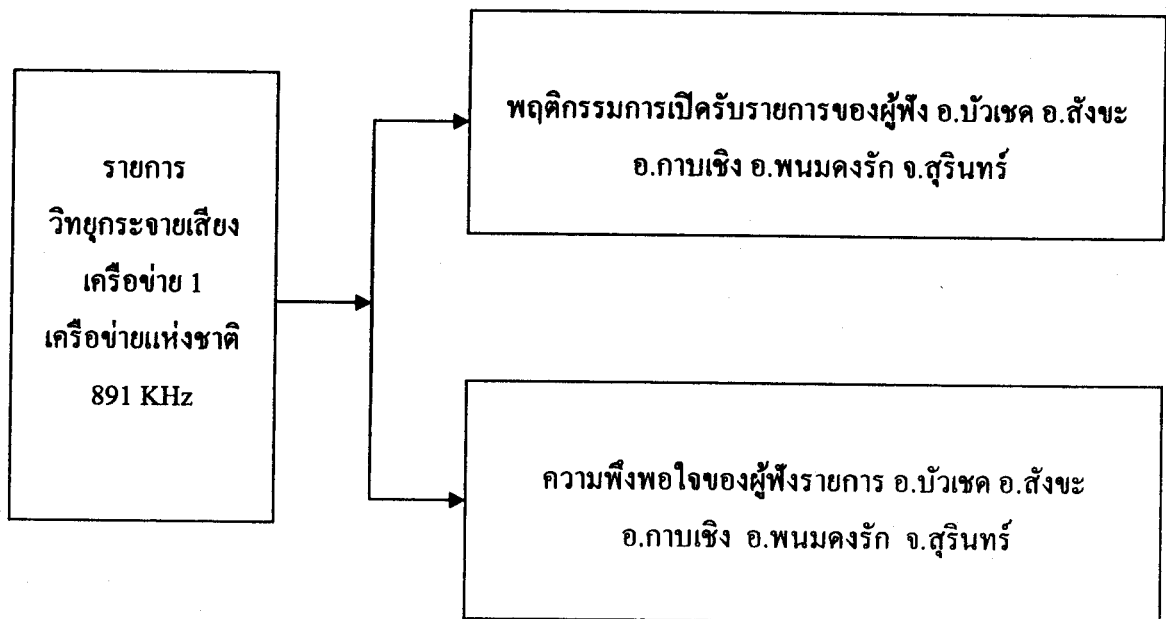 รายการ
วิทยุกระจายเสียง
เครือข่าย 1
เครือข่ายแห่งชาติ
891 KHz
พฤติกรรมการเปิดรับรายการของผู้ฟัง อ.บัวเชด อ.สังขะ
อ.กาบเชิง อ.พนมดงรัก จ.สุรินทร์
ความพึงพอใจของผู้ฟังรายการ อ.บัวเชด อ.สังขะ
อ.กาบเชิง อ.พนมดงรัก จ.สุรินทร์